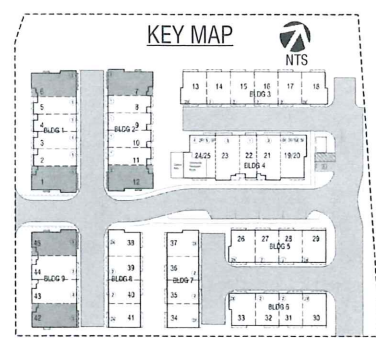 KEY MAP
NTS
13 14 15 16 17 18
BLDG 3
6 7
5 8
4 9
BLDG 1 BLDG 2
3 10
2 11
12
24/25 23 22 21 19/20
BLDG 4
45 38 37 26 27 28 29
BLDG 5
44 39 36
BLDG 9 BLDG 8 BLDG 7
43 40 35
BLDG 6
42 41 34 33 32 31 30